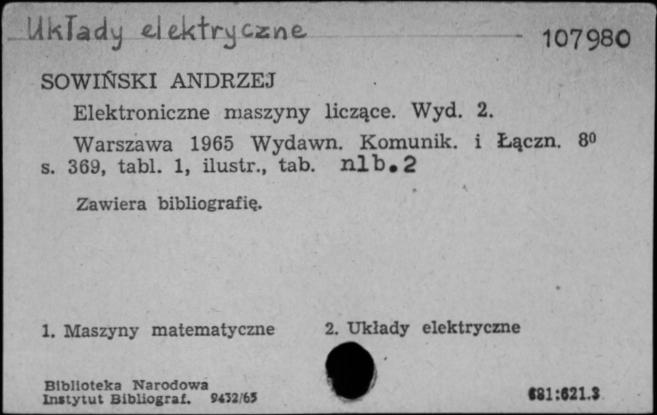 Układy elektryczne
107980
SOWIŃSKI ANDRZEJ
Elektroniczne maszyny liczące. Wyd. 2.
Warszawa 1965 Wydawn. Komunik. i Łączn. 8⁰
s. 369, tabl. 1, ilustr., tab. nlb.2
Zawiera bibliografię.
1. Maszyny matematyczne 2. Układy elektryczne
Biblioteka Narodowa
Instytut Bibliograf. 9432/65
681:621.3